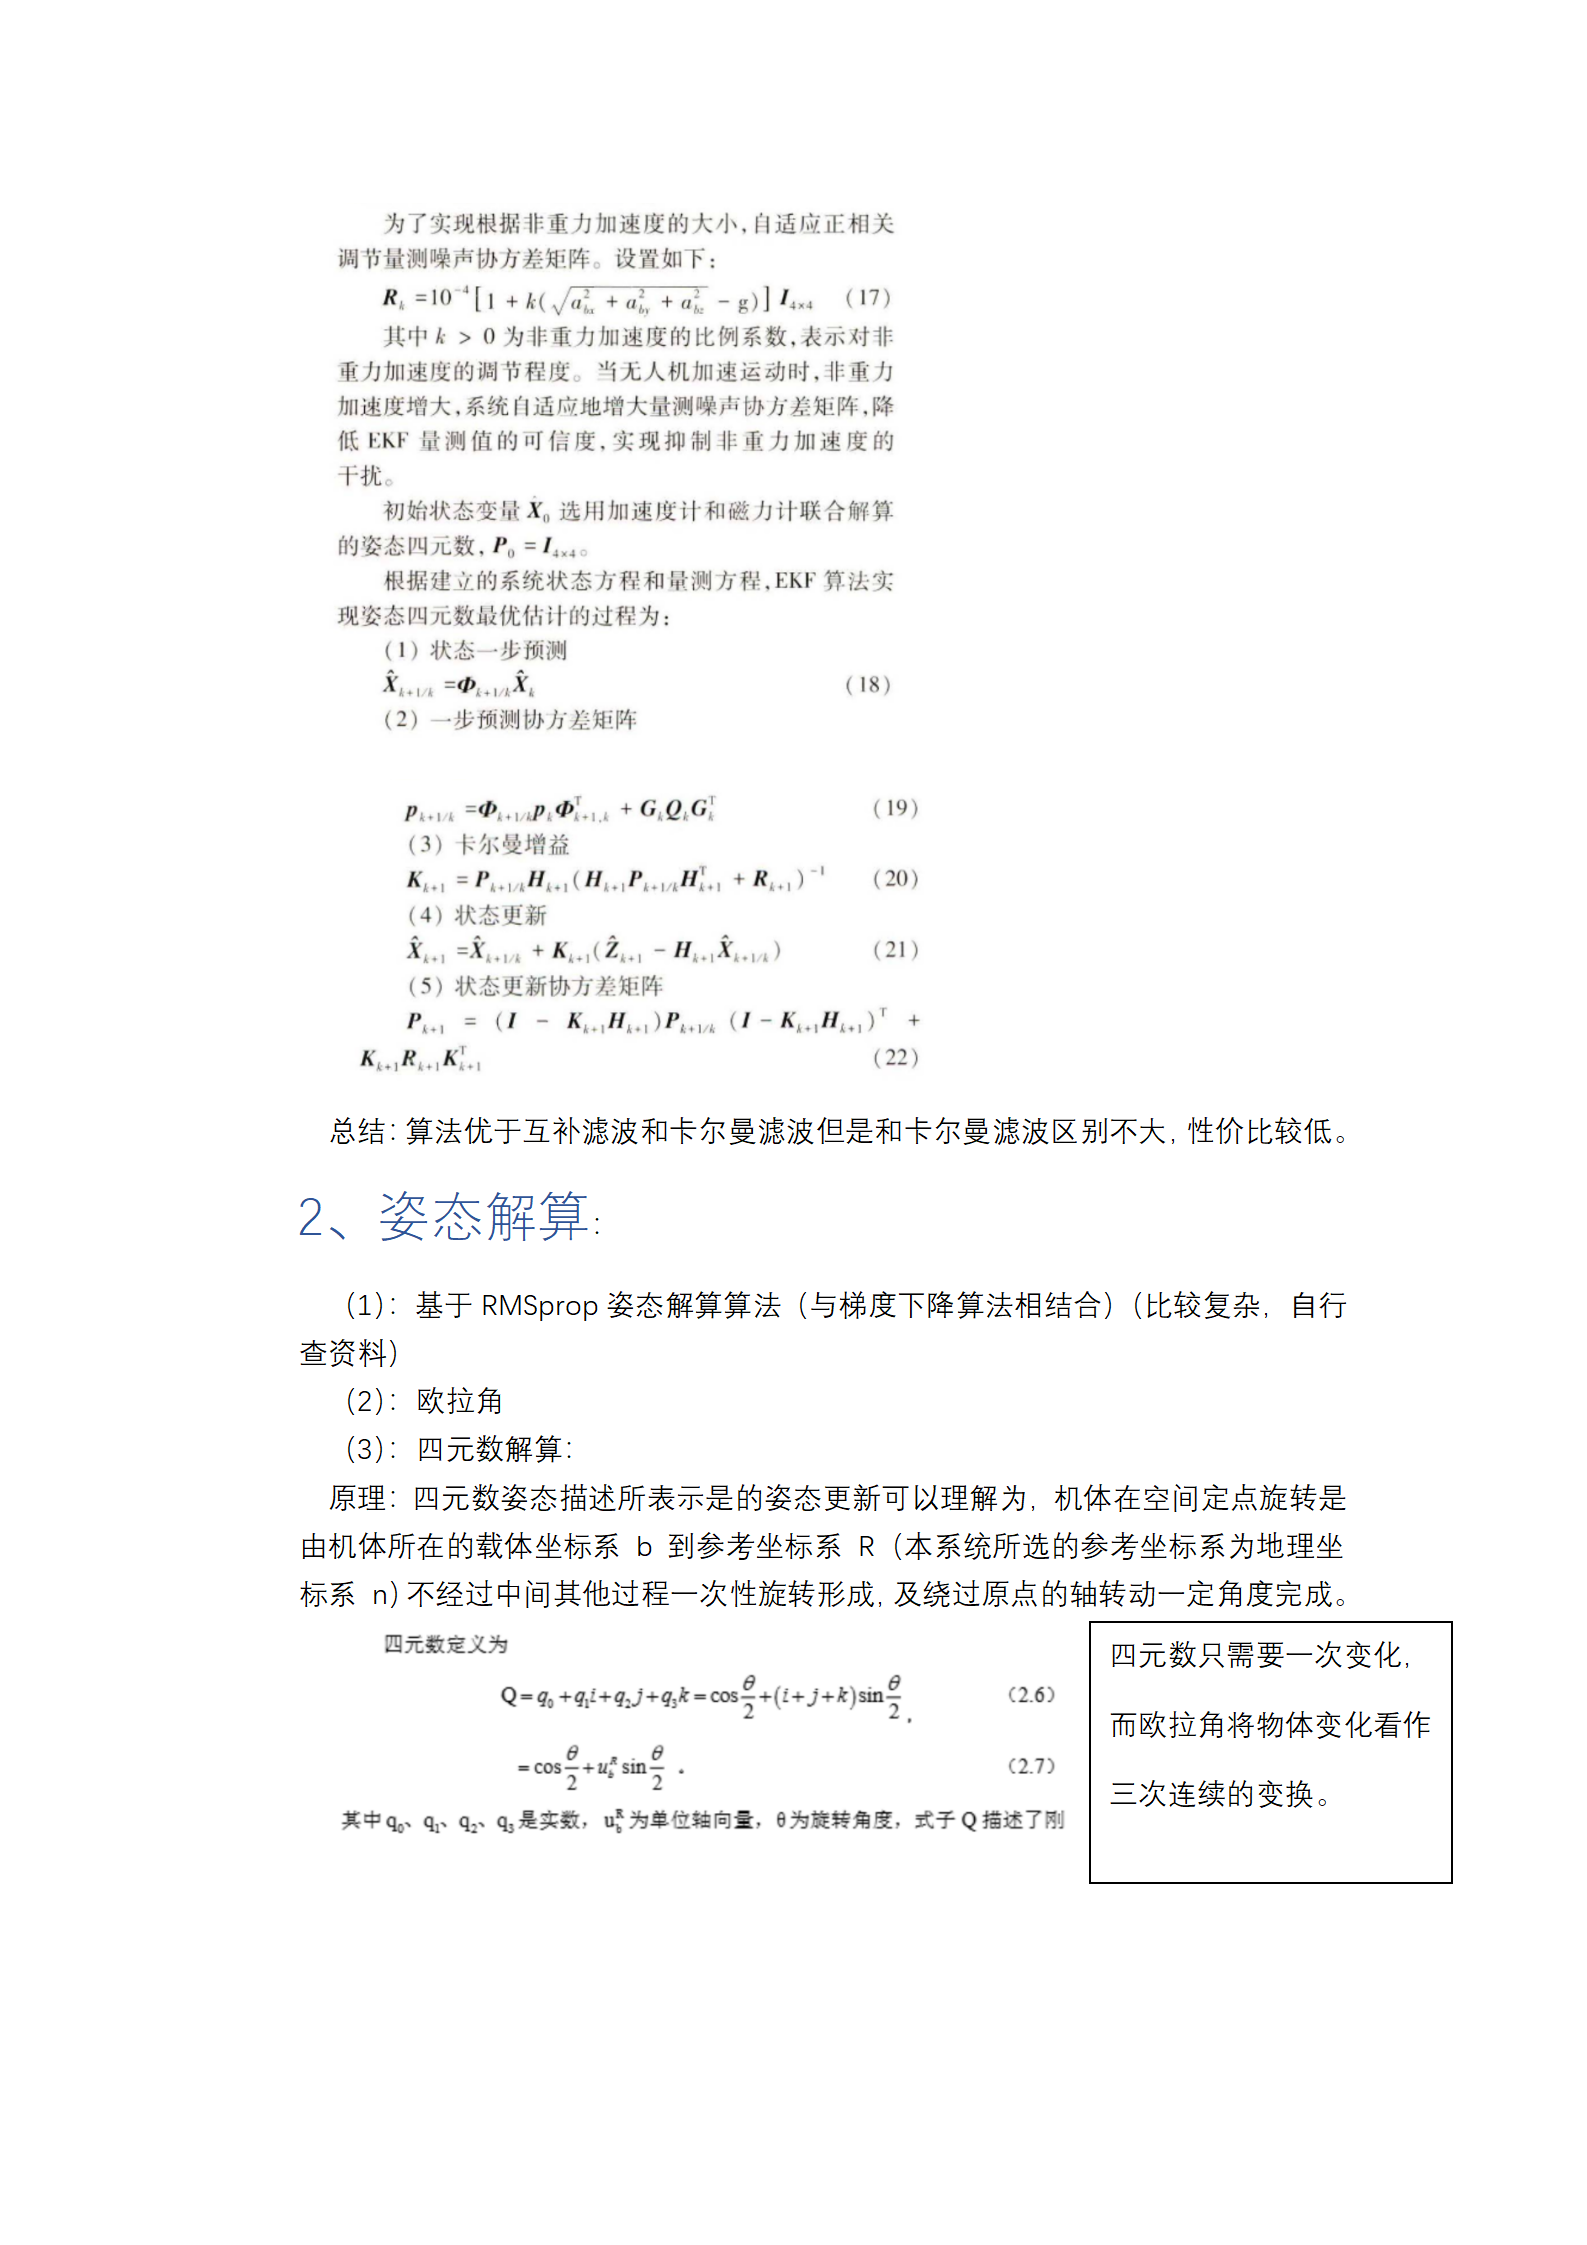 为了实现根据非重力加速度的大小,自适应正相关
调节量测噪声协方差矩阵。设置如下:
R_k =10^{-4}[1 + k(√(a_{bx}^2 + a_{by}^2 + a_{bz}^2) - g)] I_{4×4} (17)
其中 k > 0 为非重力加速度的比例系数,表示对非
重力加速度的调节程度。当无人机加速运动时,非重力
加速度增大,系统自适应地增大量测噪声协方差矩阵,降
低 EKF 量测值的可信度,实现抑制非重力加速度的
干扰。
初始状态变量 X_0 选用加速度计和磁力计联合解算
的姿态四元数, P_0 = I_{4×4}。
根据建立的系统状态方程和量测方程,EKF 算法实
现姿态四元数最优估计的过程为:
(1) 状态一步预测
X̂_{k+1/k} =Φ_{k+1/k}X̂_k (18)
(2) 一步预测协方差矩阵
p_{k+1/k} =Φ_{k+1/k}p_kΦ^T_{k+1,k} + G_kQ_kG_k^T (19)
(3) 卡尔曼增益
K_{k+1} = P_{k+1/k}H_{k+1}(H_{k+1}P_{k+1/k}H^T_{k+1} + R_{k+1})^{-1} (20)
(4) 状态更新
X̂_{k+1} =X̂_{k+1/k} + K_{k+1}(Ẑ_{k+1} - H_{k+1}X̂_{k+1/k}) (21)
(5) 状态更新协方差矩阵
P_{k+1} = (I - K_{k+1}H_{k+1})P_{k+1/k} (I - K_{k+1}H_{k+1})^T +
K_{k+1}R_{k+1}K^T_{k+1} (22)
总结:算法优于互补滤波和卡尔曼滤波但是和卡尔曼滤波区别不大,性价比较低。
2、姿态解算:
(1):基于 RMSprop 姿态解算算法(与梯度下降算法相结合)(比较复杂,自行
查资料)
(2):欧拉角
(3):四元数解算:
原理:四元数姿态描述所表示是的姿态更新可以理解为,机体在空间定点旋转是
由机体所在的载体坐标系 b 到参考坐标系 R(本系统所选的参考坐标系为地理坐
标系 n)不经过中间其他过程一次性旋转形成,及绕过原点的轴转动一定角度完成。
四元数定义为
Q=q_0+q_1i+q_2j+q_3k=cos θ/2+(i+j+k)sin θ/2 , (2.6)
=cos θ/2+u_b^R sin θ/2 . (2.7)
其中 q_0、q_1、q_2、q_3 是实数,u_b^R 为单位轴向量,θ为旋转角度,式子 Q 描述了刚
四元数只需要一次变化,
而欧拉角将物体变化看作
三次连续的变换。